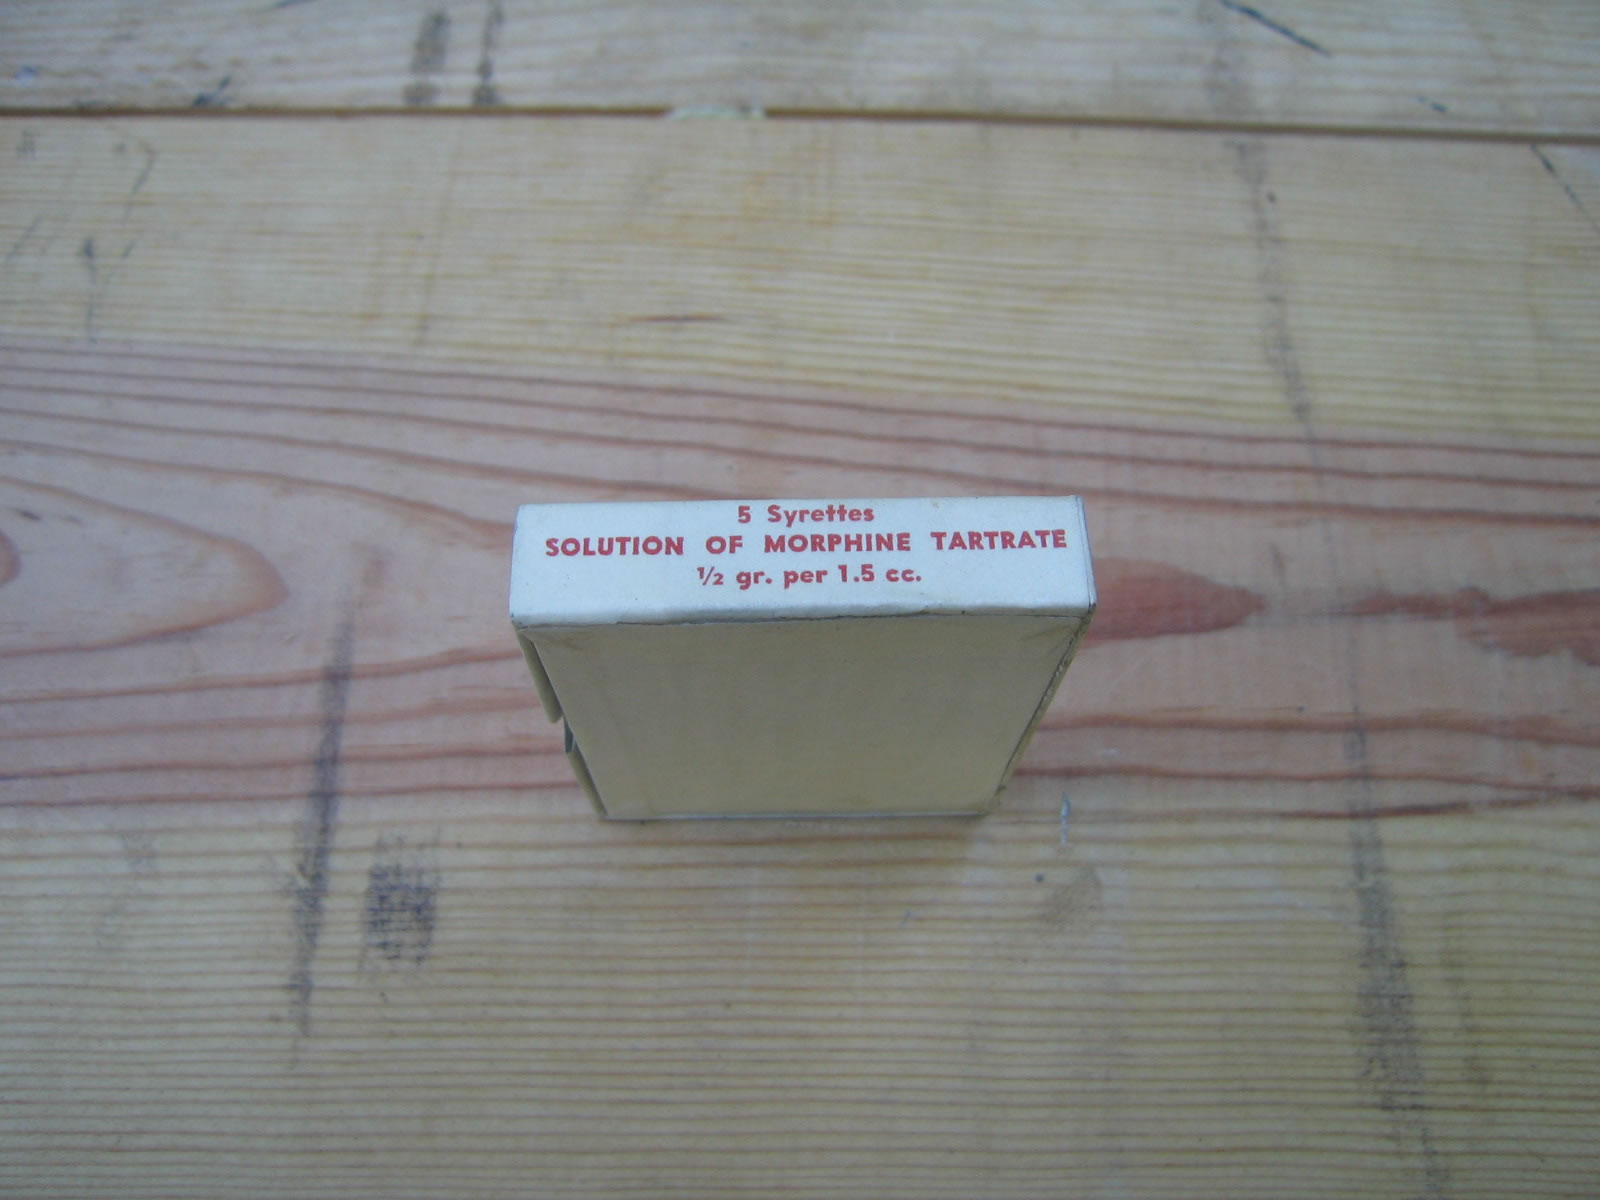 5 Syrettes
SOLUTION OF MORPHINE TARTRATE
½ gr. per 1.5 cc.